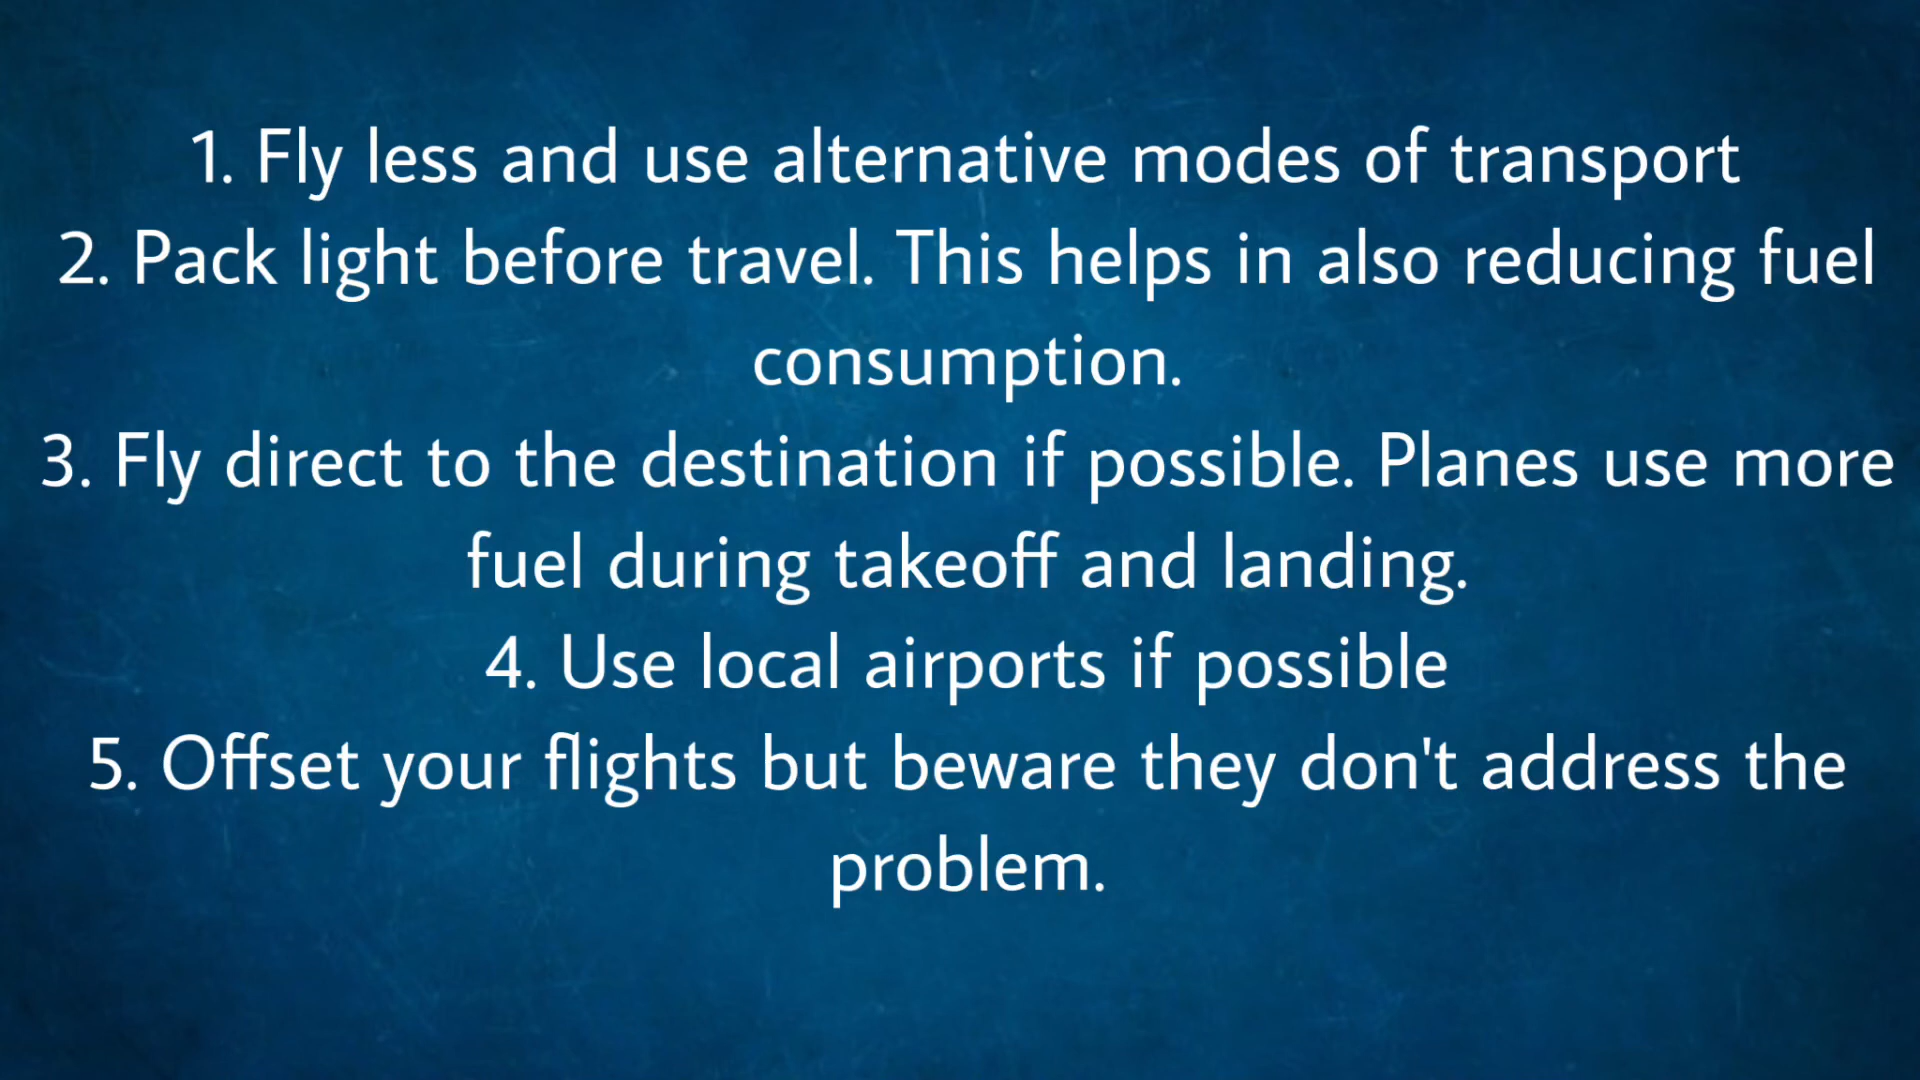 1. Fly less and use alternative modes of transport
2. Pack light before travel. This helps in also reducing fuel
consumption.
3. Fly direct to the destination if possible. Planes use more
fuel during takeoff and landing.
4. Use local airports if possible
5. Offset your flights but beware they don't address the
problem.